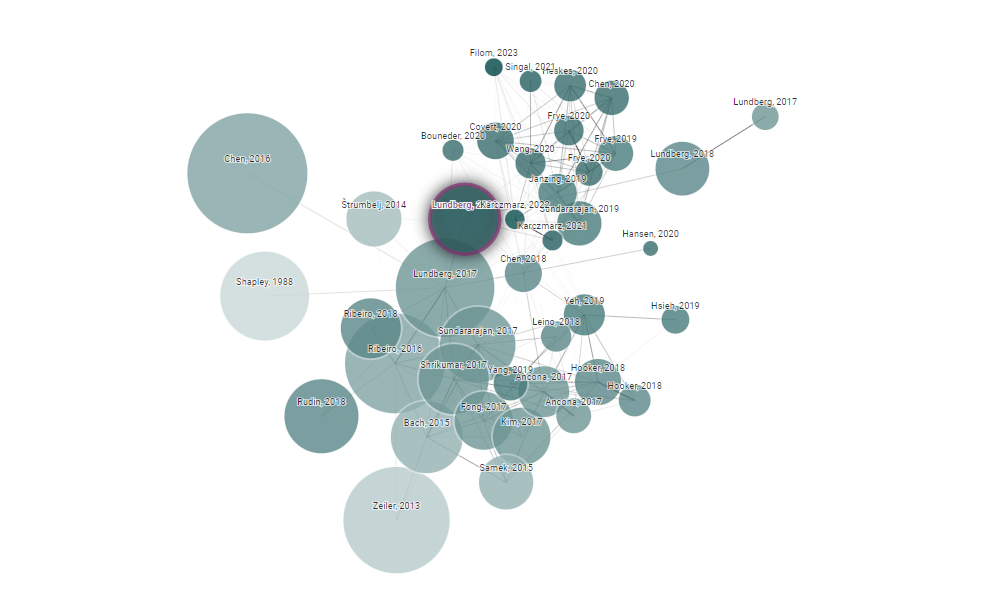 Filom, 2023
Singal, 2021
Heskes, 2020
Chen, 2020
Lundberg, 2017
Frye, 2020
Covert, 2020
Bouneder, 2020
Frye, 2019
Wang, 2020
Lundberg, 2018
Chen, 2016
Frye, 2020
Janzing, 2019
Štrumbelj, 2014
Lundberg, 2
Karczmarz, 2022
Sundararajan, 2019
Karczmarz, 2021
Hansen, 2020
Chen, 2018
Lundberg, 2017
Shapley, 1988
Yeh, 2019
Hsieh, 2019
Ribeiro, 2018
Leino, 2018
Sundararajan, 2017
Ribeiro, 2016
Shrikumar, 2017
Hooker, 2018
Yang, 2019
Ancona, 2017
Hooker, 2018
Rudin, 2018
Ancona, 2017
Fong, 2017
Bach, 2015
Kim, 2017
Samek, 2015
Zeiler, 2013